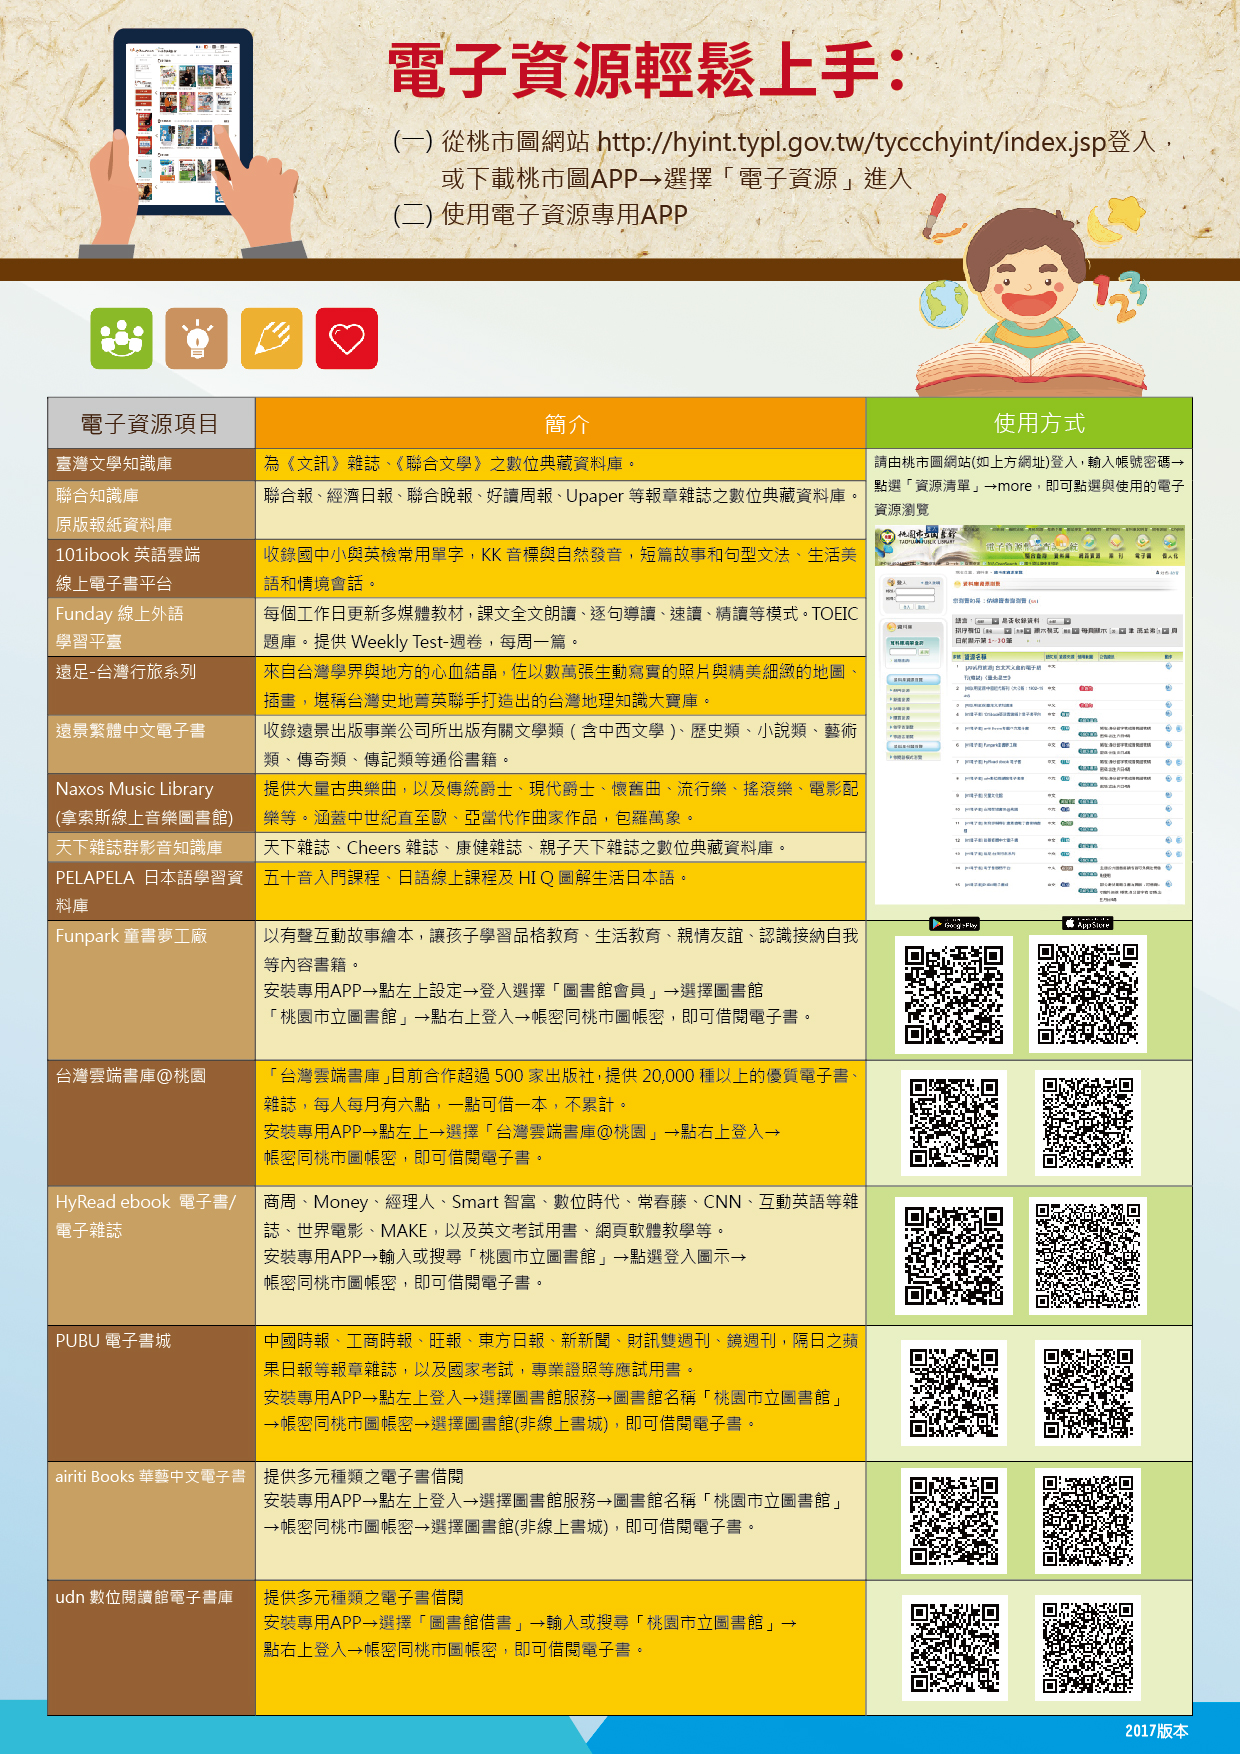 電子資源輕鬆上手：
(一) 從桃市圖網站 http://hyint.typl.gov.tw/tyccchyint/index.jsp登入，
或下載桃市圖APP→選擇「電子資源」進入
(二) 使用電子資源專用APP
電子資源項目
簡介
使用方式
臺灣文學知識庫
為《文訊》雜誌、《聯合文學》之數位典藏資料庫。
請由桃市圖網站(如上方網址)登入，輸入帳號密碼→
點選「資源清單」→more，即可點選與使用的電子
資源瀏覽
聯合知識庫
原版報紙資料庫
聯合報、經濟日報、聯合晚報、好讀周報、Upaper 等報章雜誌之數位典藏資料庫。
101ibook 英語雲端
線上電子書平台
收錄國中小與英檢常用單字，KK 音標與自然發音，短篇故事和句型文法、生活美
語和情境會話。
Funday 線上外語
學習平臺
每個工作日更新多媒體教材，課文全文朗讀、逐句導讀、速讀、精讀等模式。TOEIC
題庫。提供 Weekly Test-週卷，每周一篇。
遠足-台灣行旅系列
來自台灣學界與地方的心血結晶，佐以數萬張生動寫實的照片與精美細緻的地圖、
插畫，堪稱台灣史地菁英聯手打造出的台灣地理知識大寶庫。
遠景繁體中文電子書
收錄遠景出版事業公司所出版有關文學類（含中西文學）、歷史類、小說類、藝術
類、傳奇類、傳記類等通俗書籍。
Naxos Music Library
(拿索斯線上音樂圖書館)
提供大量古典樂曲，以及傳統爵士、現代爵士、懷舊曲、流行樂、搖滾樂、電影配
樂等。涵蓋中世紀直至歐、亞當代作曲家作品，包羅萬象。
天下雜誌群影音知識庫
天下雜誌、Cheers 雜誌、康健雜誌、親子天下雜誌之數位典藏資料庫。
PELAPELA 日本語學習資
料庫
五十音入門課程、日語線上課程及 HI Q 圖解生活日本語。
Google Play
App Store
Funpark 童書夢工廠
以有聲互動故事繪本，讓孩子學習品格教育、生活教育、親情友誼、認識接納自我
等內容書籍。
安裝專用APP→點左上設定→登入選擇「圖書館會員」→選擇圖書館
「桃園市立圖書館」→點右上登入→帳密同桃市圖帳密，即可借閱電子書。
台灣雲端書庫@桃園
「台灣雲端書庫」目前合作超過 500 家出版社，提供 20,000 種以上的優質電子書、
雜誌，每人每月有六點，一點可借一本，不累計。
安裝專用APP→點左上→選擇「台灣雲端書庫@桃園」→點右上登入→
帳密同桃市圖帳密，即可借閱電子書。
HyRead ebook 電子書/
電子雜誌
商周、Money、經理人、Smart 智富、數位時代、常春藤、CNN、互動英語等雜
誌、世界電影、MAKE，以及英文考試用書、網頁軟體教學等。
安裝專用APP→輸入或搜尋「桃園市立圖書館」→點選登入圖示→
帳密同桃市圖帳密，即可借閱電子書。
PUBU 電子書城
中國時報、工商時報、旺報、東方日報、新新聞、財訊雙週刊、鏡週刊，隔日之蘋
果日報等報章雜誌，以及國家考試，專業證照等應試用書。
安裝專用APP→點左上登入→選擇圖書館服務→圖書館名稱「桃園市立圖書館」
→帳密同桃市圖帳密→選擇圖書館(非線上書城)，即可借閱電子書。
airiti Books 華藝中文電子書
提供多元種類之電子書借閱
安裝專用APP→點左上登入→選擇圖書館服務→圖書館名稱「桃園市立圖書館」
→帳密同桃市圖帳密→選擇圖書館(非線上書城)，即可借閱電子書。
udn 數位閱讀館電子書庫
提供多元種類之電子書借閱
安裝專用APP→選擇「圖書館借書」→輸入或搜尋「桃園市立圖書館」→
點右上登入→帳密同桃市圖帳密，即可借閱電子書。
2017版本